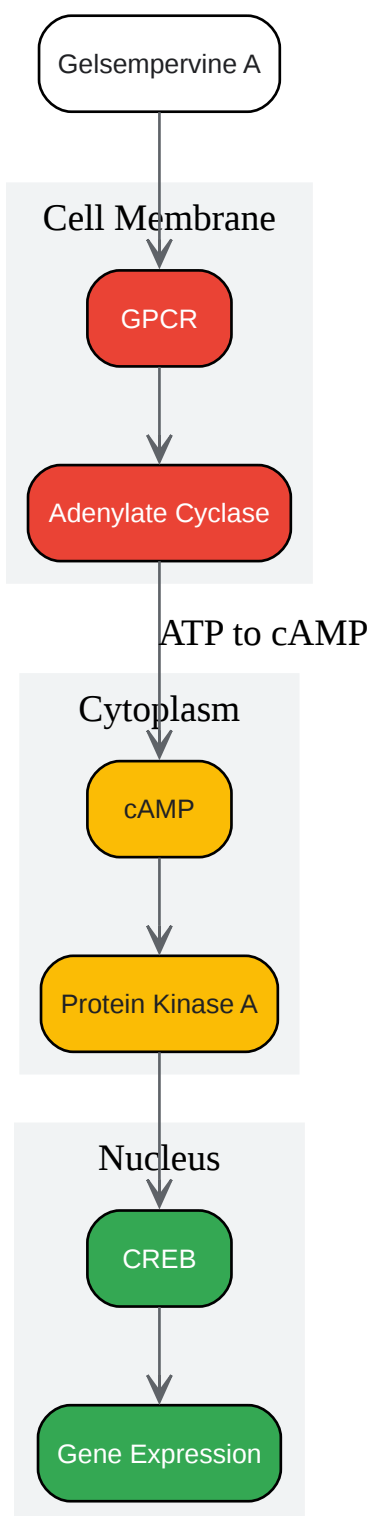 Gelsempervine A
Cell Membrane
GPCR
Adenylate Cyclase
ATP to cAMP
Cytoplasm
cAMP
Protein Kinase A
Nucleus
CREB
Gene Expression